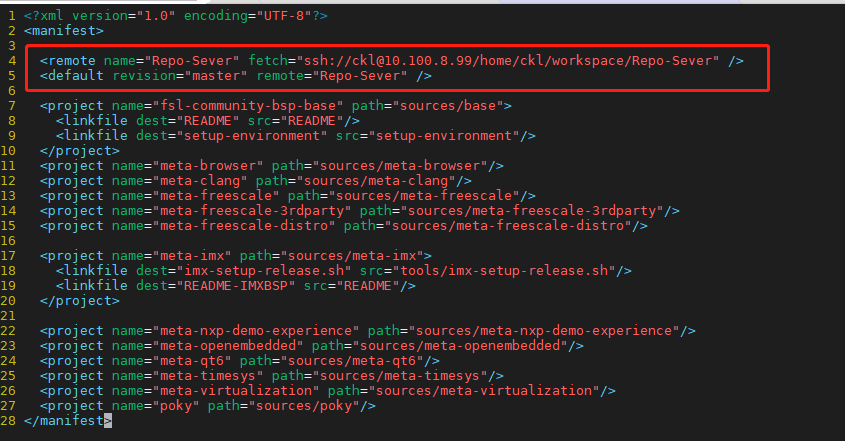 1 <?xml version="1.0" encoding="UTF-8"?>
2 <manifest>
3
4   <remote name="Repo-Sever" fetch="ssh://ckl@10.100.8.99/home/ckl/workspace/Repo-Sever" />
5   <default revision="master" remote="Repo-Sever" />
6
7   <project name="fsl-community-bsp-base" path="sources/base">
8     <linkfile dest="README" src="README"/>
9     <linkfile dest="setup-environment" src="setup-environment"/>
10   </project>
11   <project name="meta-browser" path="sources/meta-browser"/>
12   <project name="meta-clang" path="sources/meta-clang"/>
13   <project name="meta-freescale" path="sources/meta-freescale"/>
14   <project name="meta-freescale-3rdparty" path="sources/meta-freescale-3rdparty"/>
15   <project name="meta-freescale-distro" path="sources/meta-freescale-distro"/>
16
17   <project name="meta-imx" path="sources/meta-imx">
18     <linkfile dest="imx-setup-release.sh" src="tools/imx-setup-release.sh"/>
19     <linkfile dest="README-IMXBSP" src="README"/>
20   </project>
21
22   <project name="meta-nxp-demo-experience" path="sources/meta-nxp-demo-experience"/>
23   <project name="meta-openembedded" path="sources/meta-openembedded"/>
24   <project name="meta-qt6" path="sources/meta-qt6"/>
25   <project name="meta-timesys" path="sources/meta-timesys"/>
26   <project name="meta-virtualization" path="sources/meta-virtualization"/>
27   <project name="poky" path="sources/poky"/>
28 </manifest>